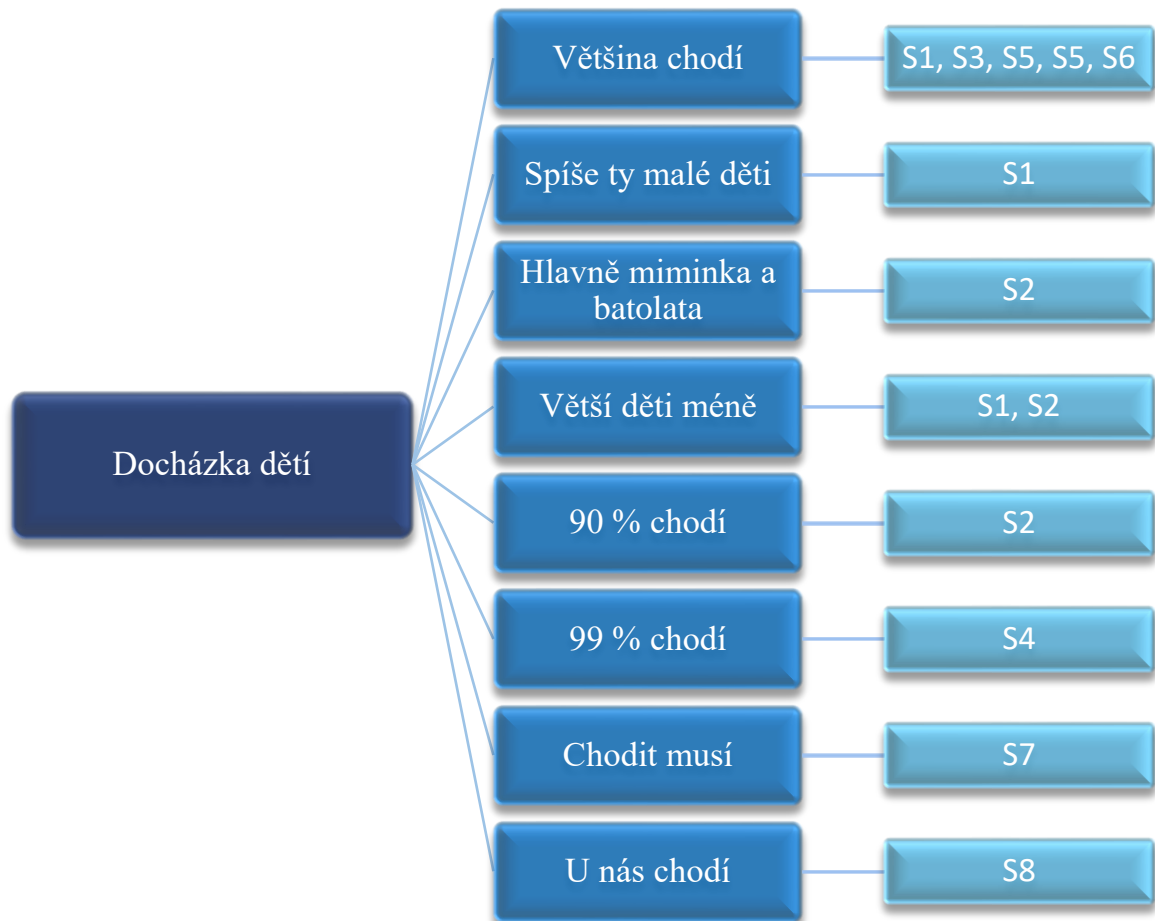 Většina chodí
S1, S3, S5, S5, S6
Spíše ty malé děti
S1
Hlavně miminka a
batolata
S2
Větší děti méně
S1, S2
Docházka dětí
90 % chodí
S2
99 % chodí
S4
Chodit musí
S7
U nás chodí
S8